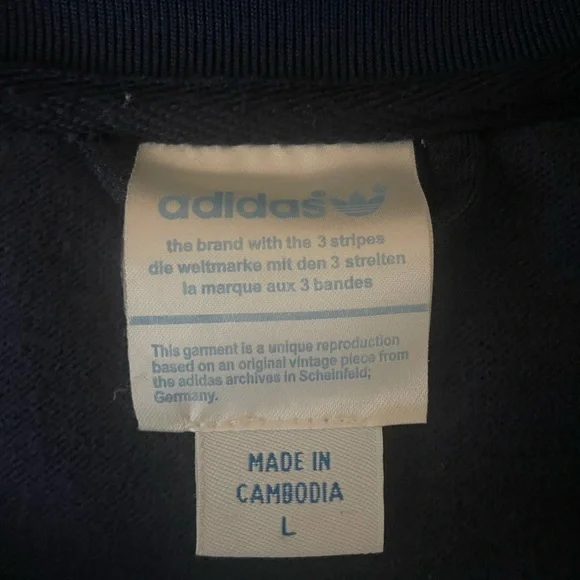 adidas
the brand with the 3 stripes
die weltmarke mit den 3 streifen
la marque aux 3 bandes
This garment is a unique reproduction
based on an original vintage piece from
the adidas archives in Scheinfeld;
Germany.
MADE IN
CAMBODIA
L